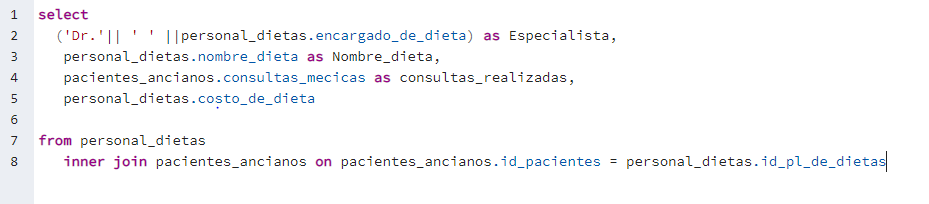 1 select
2 ('Dr.'|| ' ' ||personal_dietas.encargado_de_dieta) as Especialista,
3 personal_dietas.nombre_dieta as Nombre_dieta,
4 pacientes_ancianos.consultas_mecicas as consultas_realizadas,
5 personal_dietas.costo_de_dieta
6
7 from personal_dietas
8 inner join pacientes_ancianos on pacientes_ancianos.id_pacientes = personal_dietas.id_pl_de_dietas